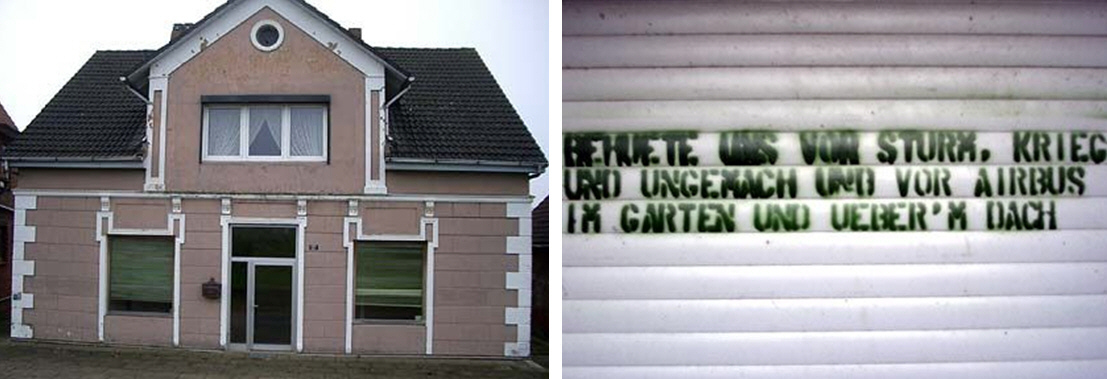 BEHUETE UNS VOR STURM, KRIEG
UND UNGEMACH UND VOR AIRBUS
IM GARTEN UND UEBER'M DACH